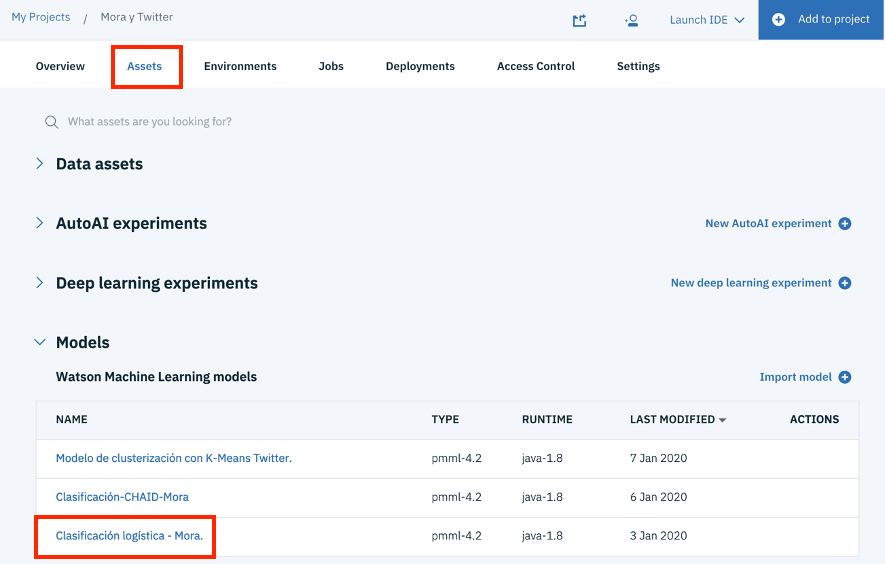 My Projects / Mora y Twitter Launch IDE Add to project
Overview Assets Environments Jobs Deployments Access Control Settings
What assets are you looking for?
Data assets
AutoAI experiments New AutoAI experiment
Deep learning experiments New deep learning experiment
Models
Watson Machine Learning models Import model
NAME TYPE RUNTIME LAST MODIFIED ACTIONS
Modelo de clusterización con K-Means Twitter. pmml-4.2 java-1.8 7 Jan 2020
Clasificación-CHAID-Mora pmml-4.2 java-1.8 6 Jan 2020
Clasificación logística - Mora. pmml-4.2 java-1.8 3 Jan 2020